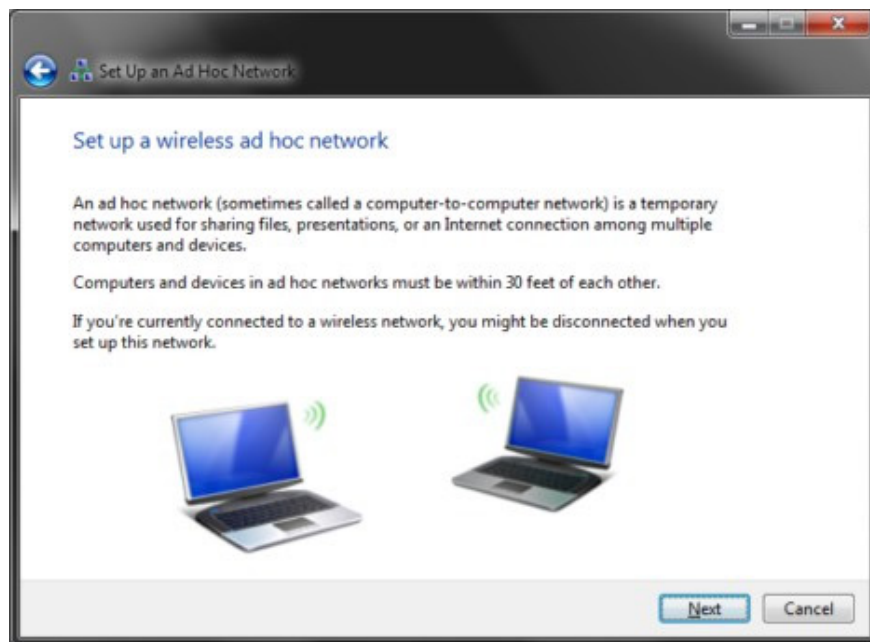 Set Up an Ad Hoc Network
Set up a wireless ad hoc network
An ad hoc network (sometimes called a computer-to-computer network) is a temporary
network used for sharing files, presentations, or an Internet connection among multiple
computers and devices.
Computers and devices in ad hoc networks must be within 30 feet of each other.
If you're currently connected to a wireless network, you might be disconnected when you
set up this network.
Next Cancel